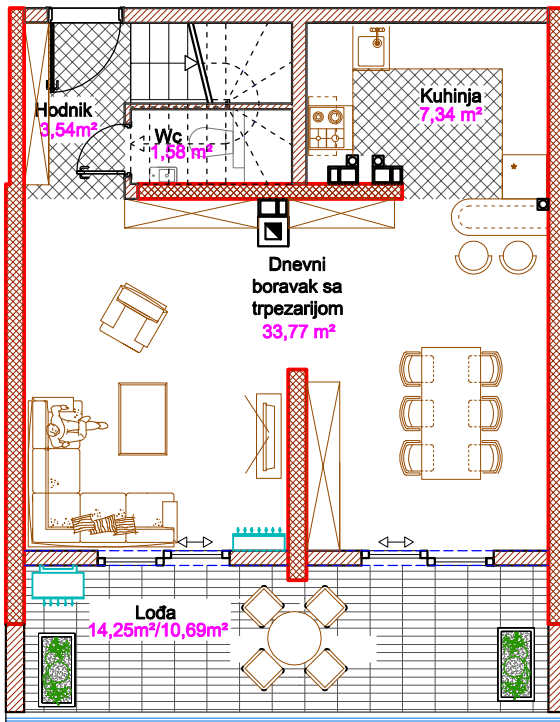 Hodnik
3,54m²
Wc
1,58 m²
Kuhinja
7,34 m²
Dnevni
boravak sa
trpezarijom
33,77 m²
Lođa
14,25m²/10,69m²